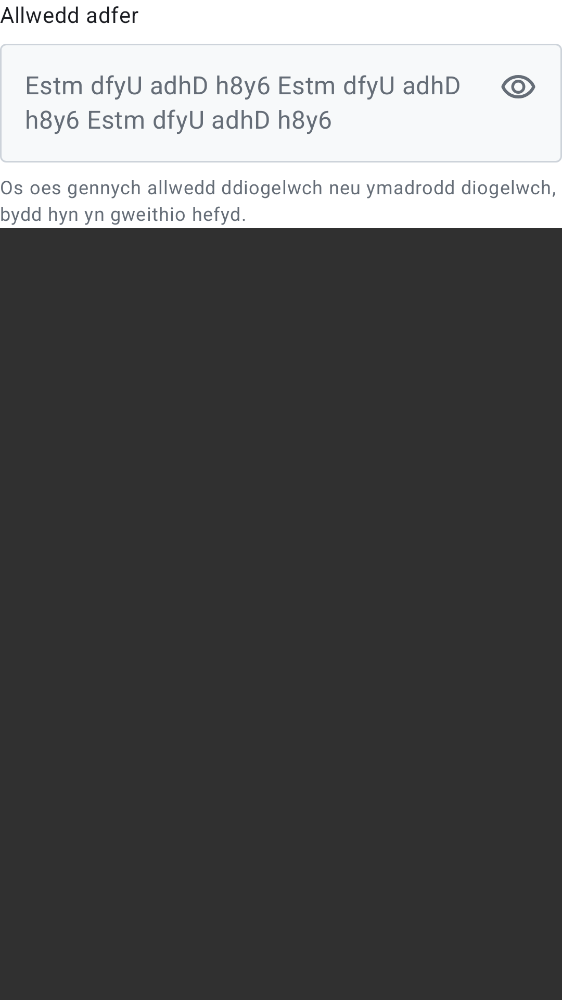 Allwedd adfer
Estm dfyU adhD h8y6 Estm dfyU adhD
h8y6 Estm dfyU adhD h8y6
Os oes gennych allwedd ddiogelwch neu ymadrodd diogelwch,
bydd hyn yn gweithio hefyd.